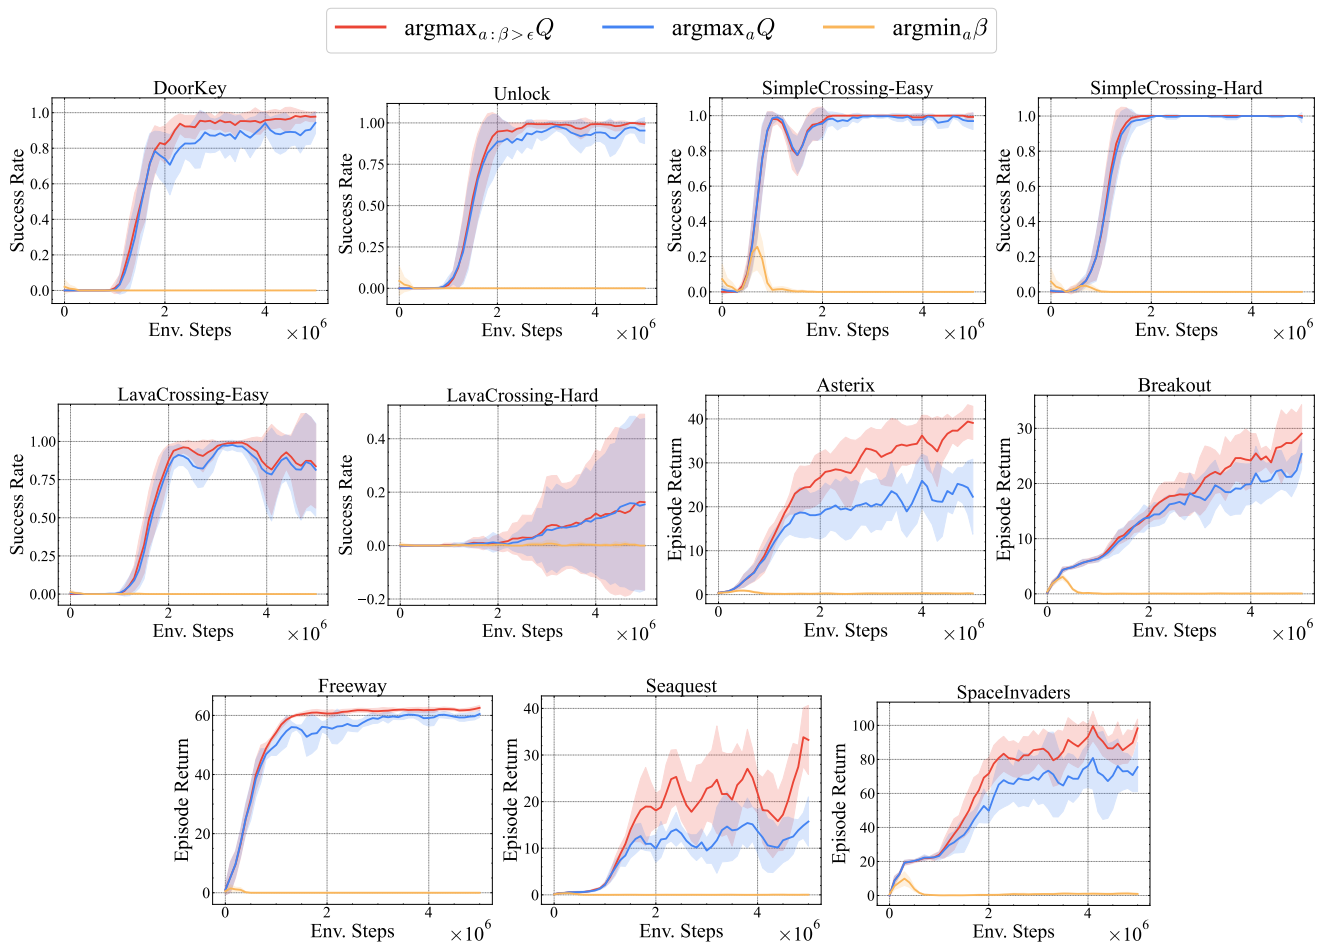 argmax_{a : β>ϵ}Q argmax_aQ argmin_aβ
DoorKey
Success Rate
1.0
0.8
0.6
0.4
0.2
0.0
0 2 4
Env. Steps ×10^6
Unlock
Success Rate
1.00
0.75
0.50
0.25
0.00
0 2 4
Env. Steps ×10^6
SimpleCrossing-Easy
Success Rate
1.0
0.8
0.6
0.4
0.2
0.0
0 2 4
Env. Steps ×10^6
SimpleCrossing-Hard
Success Rate
1.0
0.8
0.6
0.4
0.2
0.0
0 2 4
Env. Steps ×10^6
LavaCrossing-Easy
Success Rate
1.00
0.75
0.50
0.25
0.00
0 2 4
Env. Steps ×10^6
LavaCrossing-Hard
Success Rate
0.4
0.2
0.0
−0.2
0 2 4
Env. Steps ×10^6
Asterix
Episode Return
40
30
20
10
0
0 2 4
Env. Steps ×10^6
Breakout
Episode Return
30
20
10
0
0 2 4
Env. Steps ×10^6
Freeway
Episode Return
60
40
20
0
0 2 4
Env. Steps ×10^6
Seaquest
Episode Return
40
30
20
10
0
0 2 4
Env. Steps ×10^6
SpaceInvaders
Episode Return
100
80
60
40
20
0
0 2 4
Env. Steps ×10^6